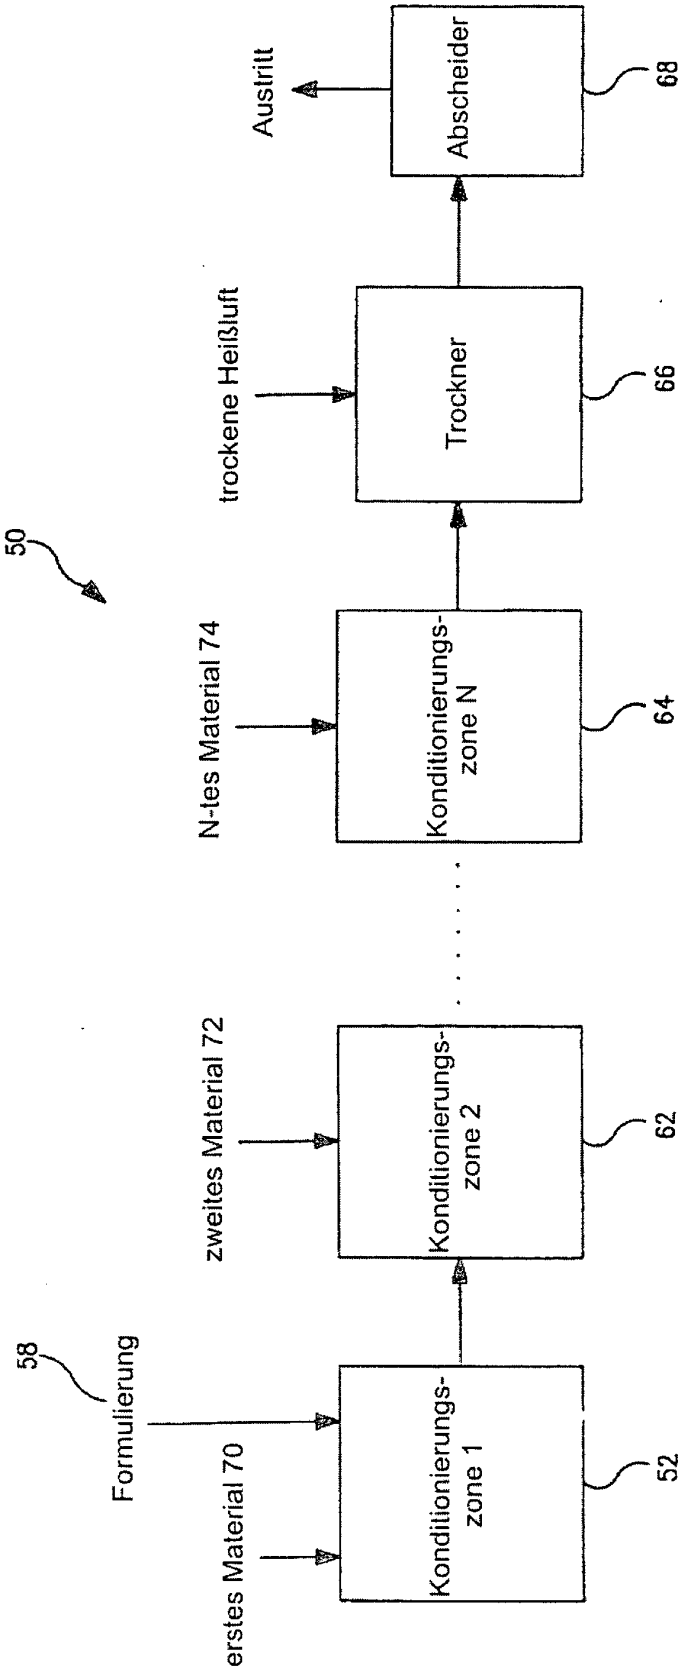 50
58
Formulierung
erstes Material 70
zweites Material 72
N-tes Material 74
trockene Heißluft
Austritt
Konditionierungs-
zone 1
Konditionierungs-
zone 2
. . . . . . .
Konditionierungs-
zone N
Trockner
Abscheider
52
62
64
66
68